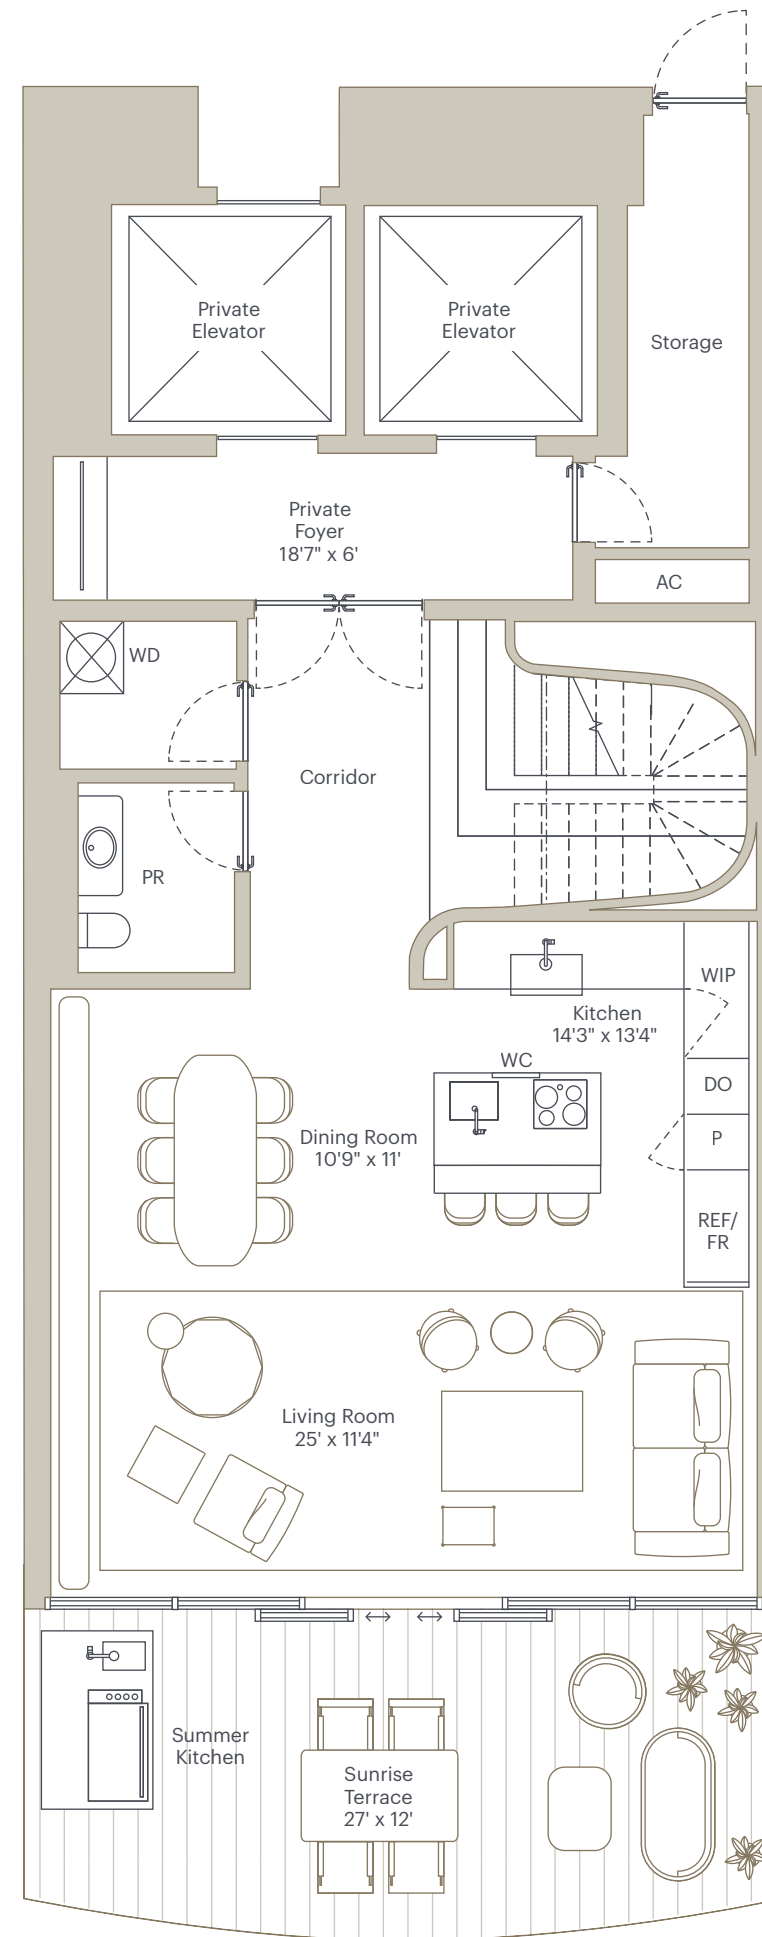 Private
Elevator
Private
Elevator
Storage
Private
Foyer
18'7" x 6'
AC
WD
Corridor
PR
WIP
Kitchen
14'3" x 13'4"
WC
DO
Dining Room
10'9" x 11'
P
REF/
FR
Living Room
25' x 11'4"
Summer
Kitchen
Sunrise
Terrace
27' x 12'